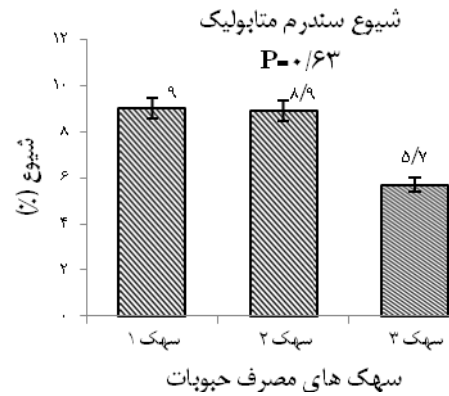 شیوع سندرم متابولیک
P=۰/۶۳
شیوع (%)
۱۲
۱۰
۸
۶
۴
۲
۰
۹
۸/۹
۵/۷
سهک ۱
سهک ۲
سهک ۳
سهک های مصرف حبوبات